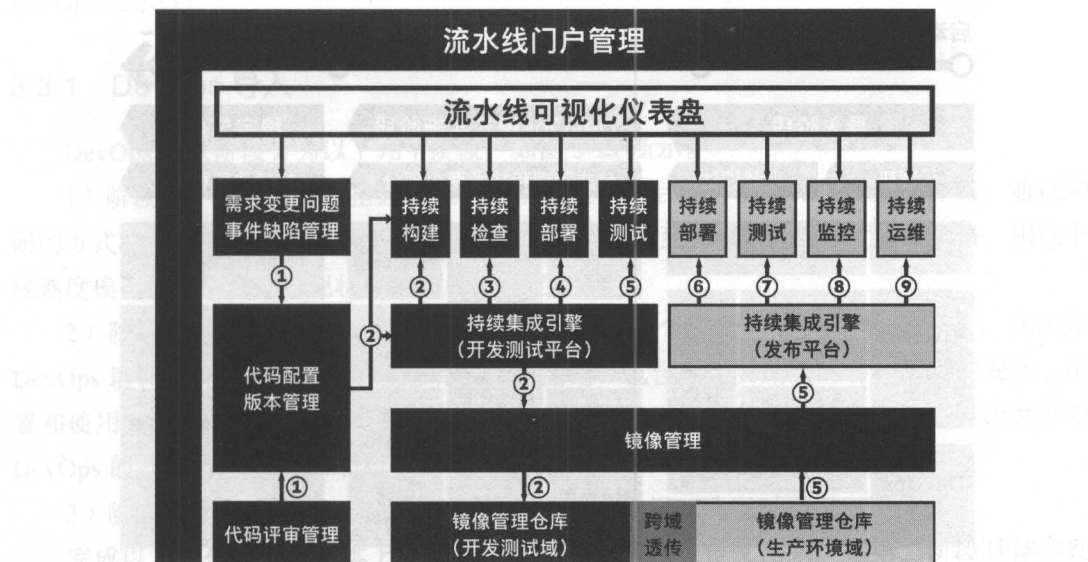 流水线门户管理
流水线可视化仪表盘
需求变更问题
事件缺陷管理
持续
构建
持续
检查
持续
部署
持续
测试
持续
部署
持续
测试
持续
监控
持续
运维
①
②
③
④
⑤
⑥
⑦
⑧
⑨
②
持续集成引擎
（开发测试平台）
持续集成引擎
（发布平台）
代码配置
版本管理
②
⑤
镜像管理
①
②
⑤
代码评审管理
镜像管理仓库
（开发测试域）
跨域
透传
镜像管理仓库
（生产环境域）